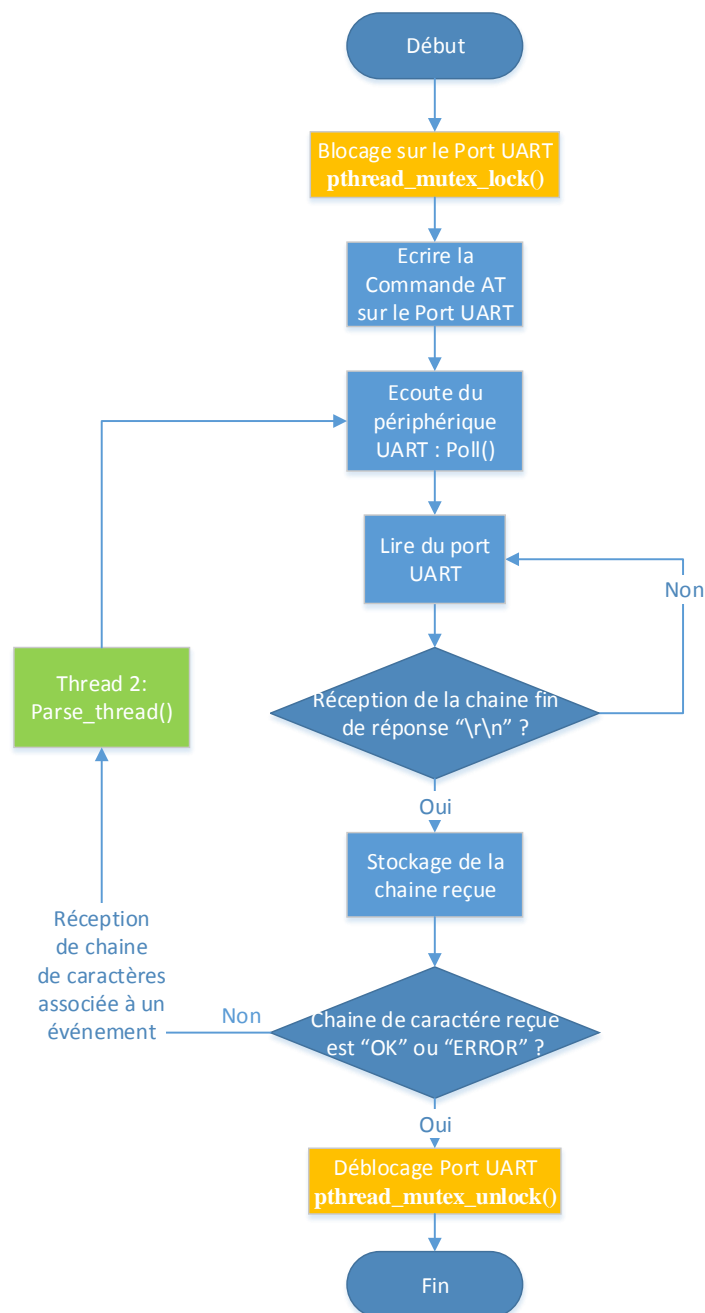 Début
Blocage sur le Port UART
pthread_mutex_lock()
Ecrire la
Commande AT
sur le Port UART
Ecoute du
périphérique
UART : Poll()
Lire du port
UART
Non
Thread 2:
Parse_thread()
Réception de la chaine fin
de réponse “\r\n” ?
Oui
Stockage de la
chaine reçue
Réception
de chaine
de caractères
associée à un
événement
Non
Chaine de caractére reçue
est “OK” ou “ERROR” ?
Oui
Déblocage Port UART
pthread_mutex_unlock()
Fin